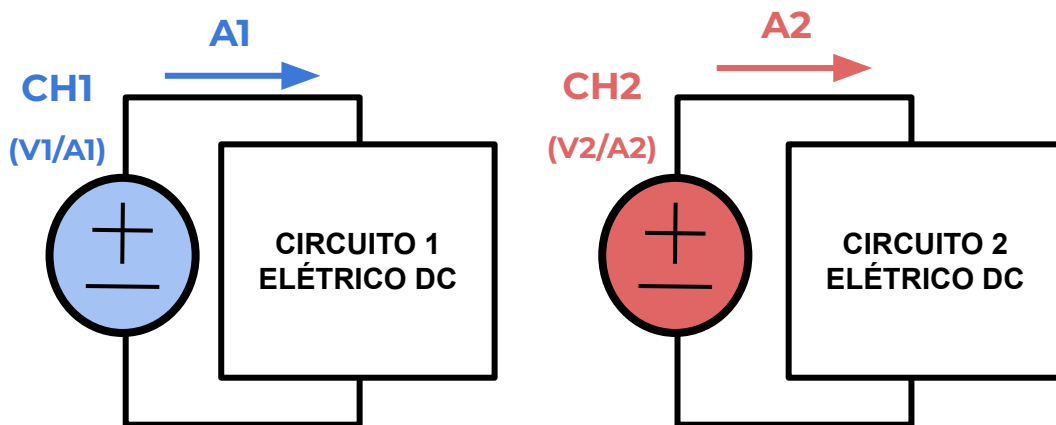 A1
CH1
(V1/A1)
CIRCUITO 1
ELÉTRICO DC
A2
CH2
(V2/A2)
CIRCUITO 2
ELÉTRICO DC